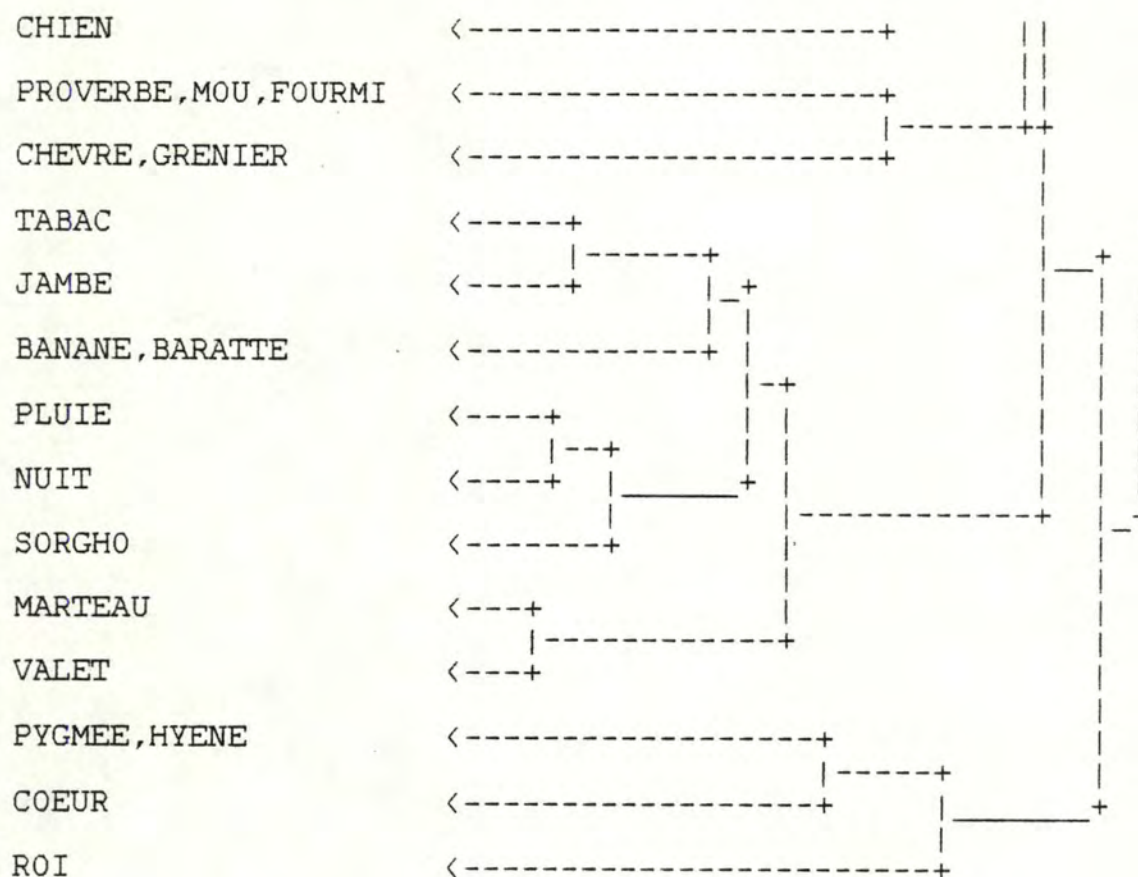 CHIEN
PROVERBE,MOU,FOURMI
CHEVRE,GRENIER
TABAC
JAMBE
BANANE,BARATTE
PLUIE
NUIT
SORGHO
MARTEAU
VALET
PYGMEE,HYENE
COEUR
ROI